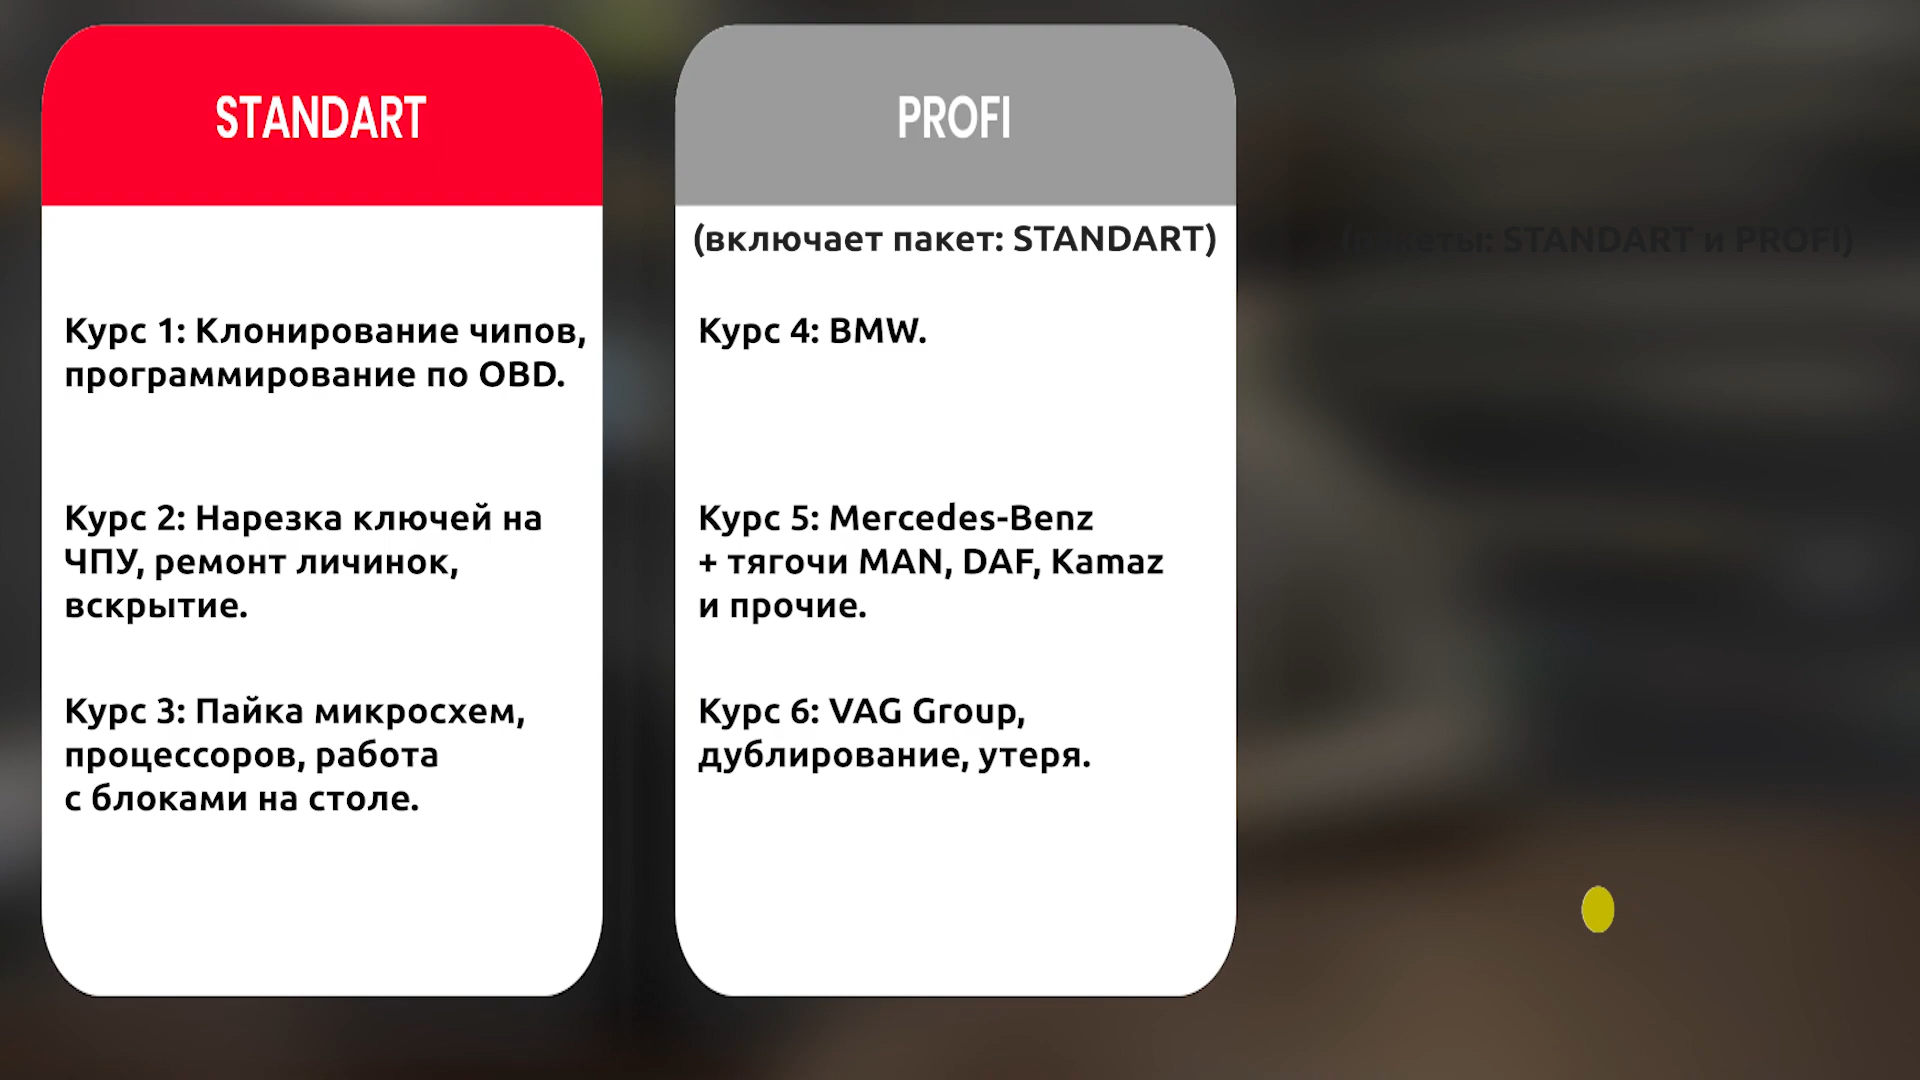 STANDART
Курс 1: Клонирование чипов,
программирование по OBD.
Курс 2: Нарезка ключей на
ЧПУ, ремонт личинок,
вскрытие.
Курс 3: Пайка микросхем,
процессоров, работа
с блоками на столе.
PROFI
(включает пакет: STANDART)
Курс 4: BMW.
Курс 5: Mercedes-Benz
+ тягочи MAN, DAF, Kamaz
и прочие.
Курс 6: VAG Group,
дублирование, утеря.
(пакеты: STANDART и PROFI)